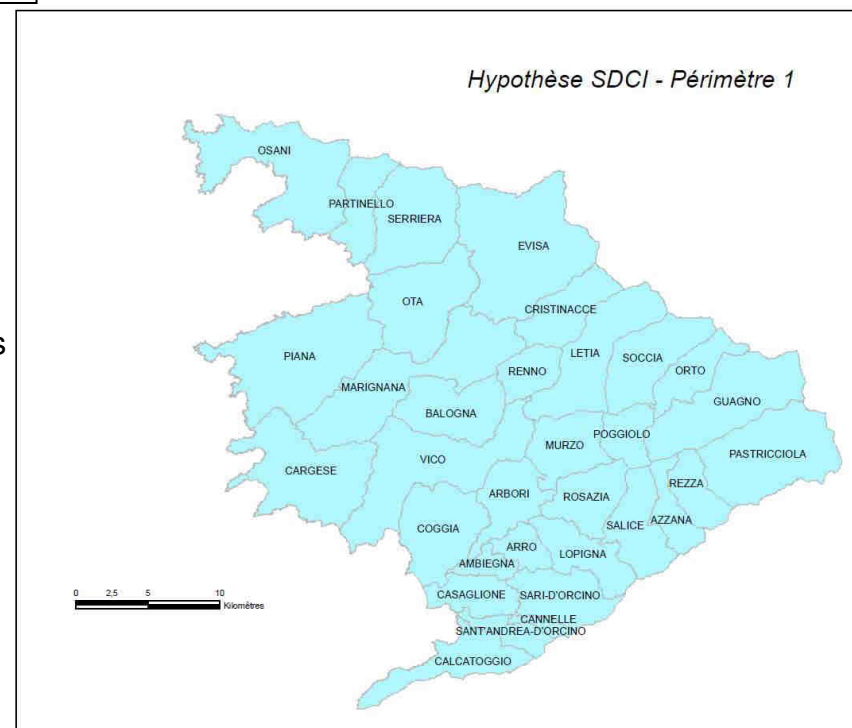 Hypothèse SDCI - Périmètre 1
OSANI
PARTINELLO
SERRIERA
EVISA
OTA
CRISTINACCE
PIANA
LETIA
SOCCIA
RENNO
ORTO
MARIGNANA
GUAGNO
BALOGNA
POGGIOLO
MURZO
PASTRICCIOLA
VICO
CARGESE
REZZA
ARBORI
ROSAZIA
AZZANA
SALICE
COGGIA
ARRO
LOPIGNA
AMBIEGNA
CASAGLIONE
SARI-D'ORCINO
CANNELLE
SANT'ANDREA-D'ORCINO
CALCATOGGIO
0 2,5 5 10
Kilomètres
s